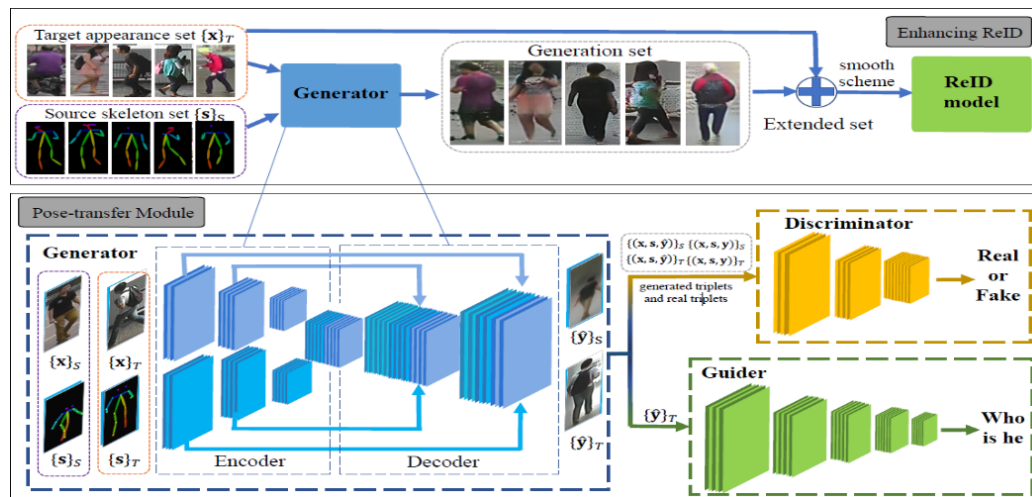 Target appearance set {x}T
Enhancing ReID
Generation set
smooth
scheme
Generator
ReID
model
Source skeleton set {s}S
Extended set
Pose-transfer Module
Generator
Discriminator
{(x, s, ŷ)}S {(x, s, y)}S
{(x, s, ŷ)}T {(x, s, y)}T
generated triplets
and real triplets
Real
or
Fake
{x}S
{x}T
{ŷ}S
Guider
{ŷ}T
Who
is he
{s}S
{s}T
{ŷ}T
Encoder
Decoder